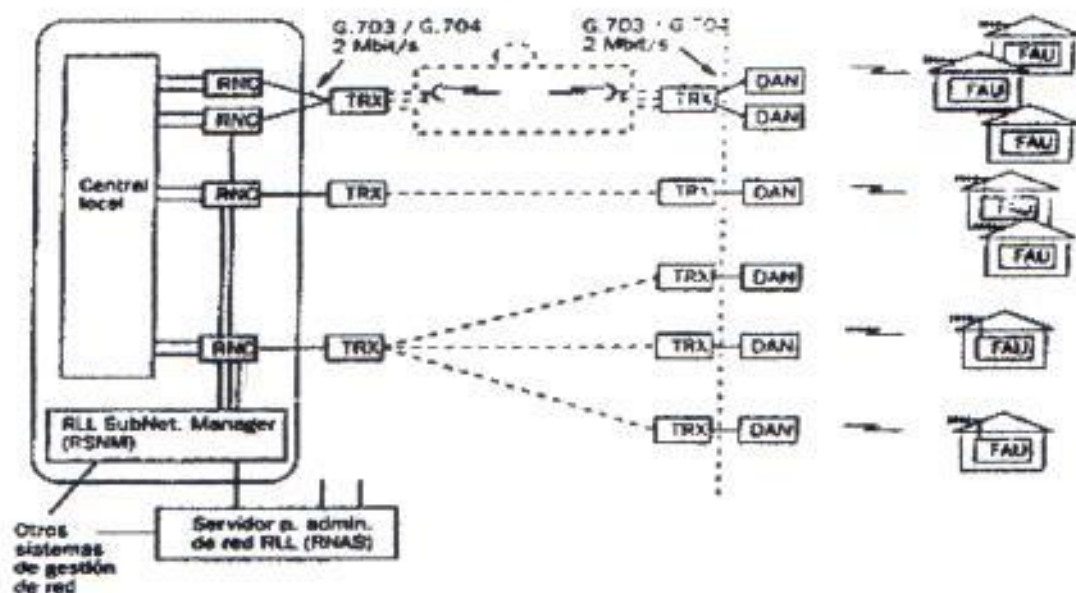 G.703 / G.704
2 Mbit/s
G.703 / G.704
2 Mbit/s
Central
local
RNC
RNC
RNC
RNC
TRX
TRX
TRX
TRX
TRX
TRX
TRX
TRX
DAN
DAN
DAN
DAN
DAN
DAN
FAU
FAU
FAU
FAU
FAU
FAU
RLL SubNet. Manager
(RSNM)
Servidor p. admin.
de red RLL (RNAS)
Otros
sistemas
de gestión
de red